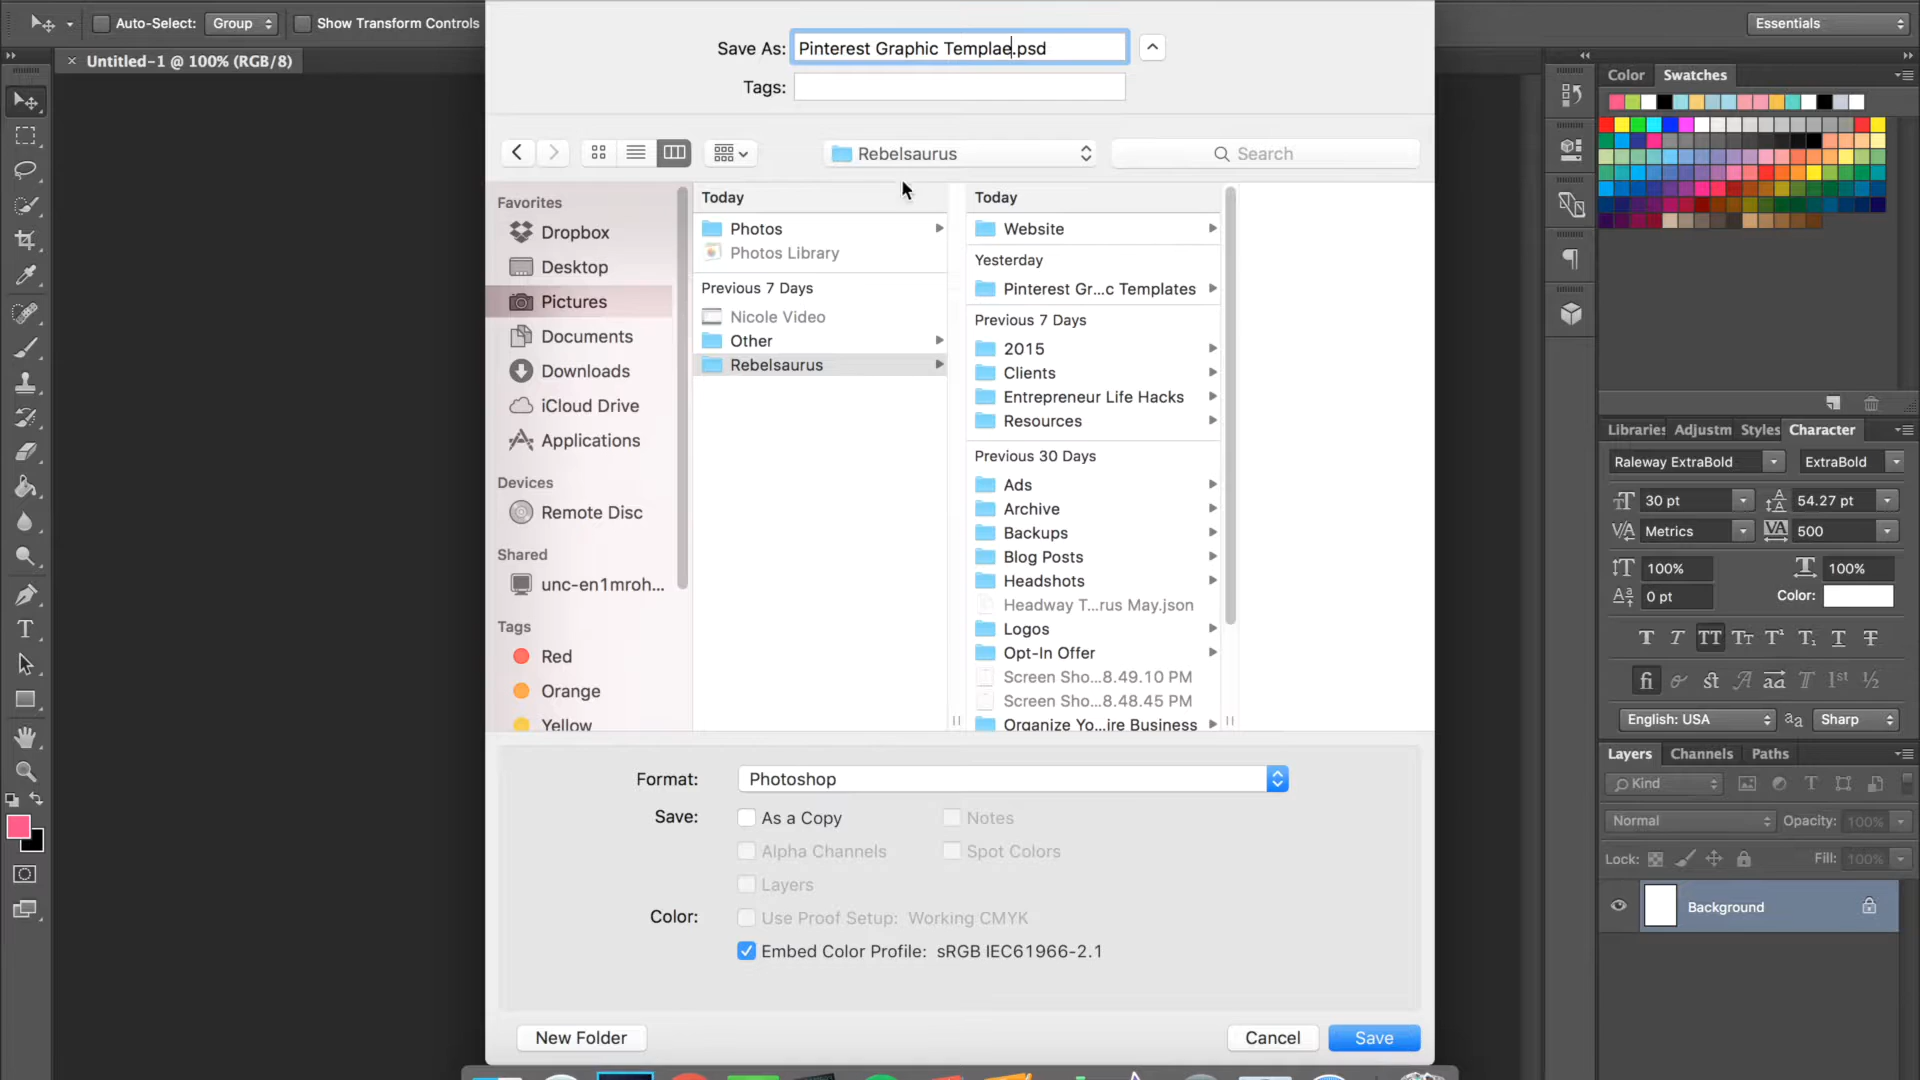 Auto-Select: Group Show Transform Controls
Essentials
× Untitled-1 @ 100% (RGB/8)
Save As: Pinterest Graphic Templae.psd
Tags:
Rebelsaurus
Search
Favorites
Dropbox
Desktop
Pictures
Documents
Downloads
iCloud Drive
Applications
Devices
Remote Disc
Shared
unc-en1mroh...
Tags
Red
Orange
Yellow
Today
Photos
Photos Library
Previous 7 Days
Nicole Video
Other
Rebelsaurus
Today
Website
Yesterday
Pinterest Gr...c Templates
Previous 7 Days
2015
Clients
Entrepreneur Life Hacks
Resources
Previous 30 Days
Ads
Archive
Backups
Blog Posts
Headshots
Headway T...rus May.json
Logos
Opt-In Offer
Screen Sho...8.49.10 PM
Screen Sho...8.48.45 PM
Organize Yo...ire Business
Format: Photoshop
Save: As a Copy Notes
Alpha Channels Spot Colors
Layers
Color: Use Proof Setup: Working CMYK
Embed Color Profile: sRGB IEC61966-2.1
New Folder Cancel Save
Color Swatches
Libraries Adjustm Styles Character
Raleway ExtraBold ExtraBold
30 pt 54.27 pt
Metrics 500
100% 100%
0 pt Color:
English: USA Sharp
Layers Channels Paths
Kind
Normal Opacity: 100%
Lock: Fill: 100%
Background